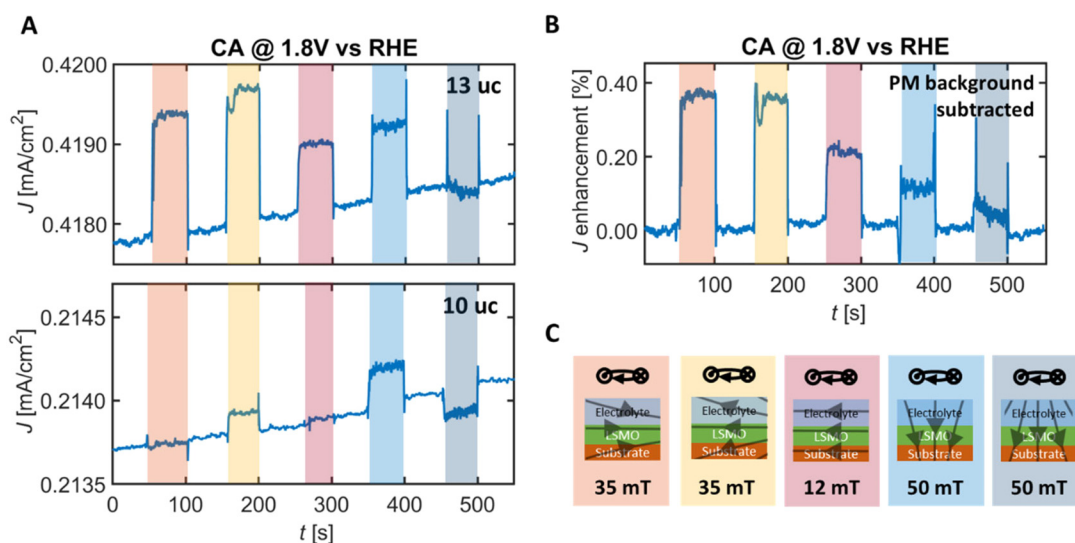 A
CA @ 1.8V vs RHE
13 uc
J [mA/cm²]
0.4200
0.4190
0.4180
10 uc
J [mA/cm²]
0.2145
0.2140
0.2135
0 100 200 300 400 500
t [s]
B
CA @ 1.8V vs RHE
PM background
subtracted
J enhancement [%]
0.40
0.20
0.00
100 200 300 400 500
t [s]
C
Electrolyte Electrolyte Electrolyte Electrolyte Electrolyte
LSMO LSMO LSMO LSMO LSMO
Substrate Substrate Substrate Substrate Substrate
35 mT 35 mT 12 mT 50 mT 50 mT